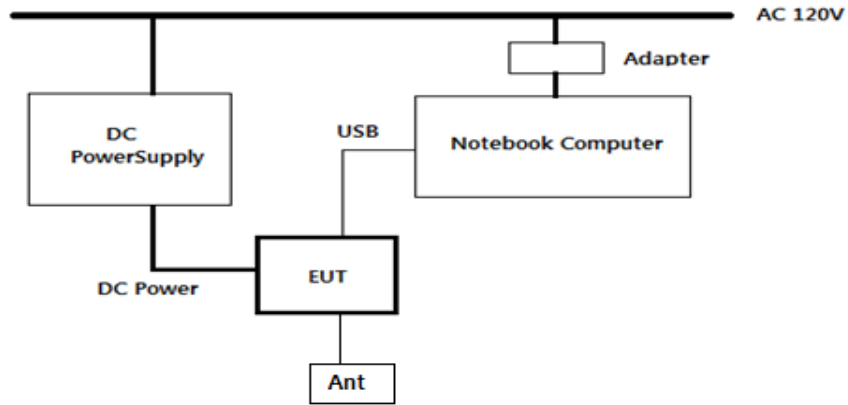 AC 120V
Adapter
DC
PowerSupply
USB
Notebook Computer
EUT
DC Power
Ant